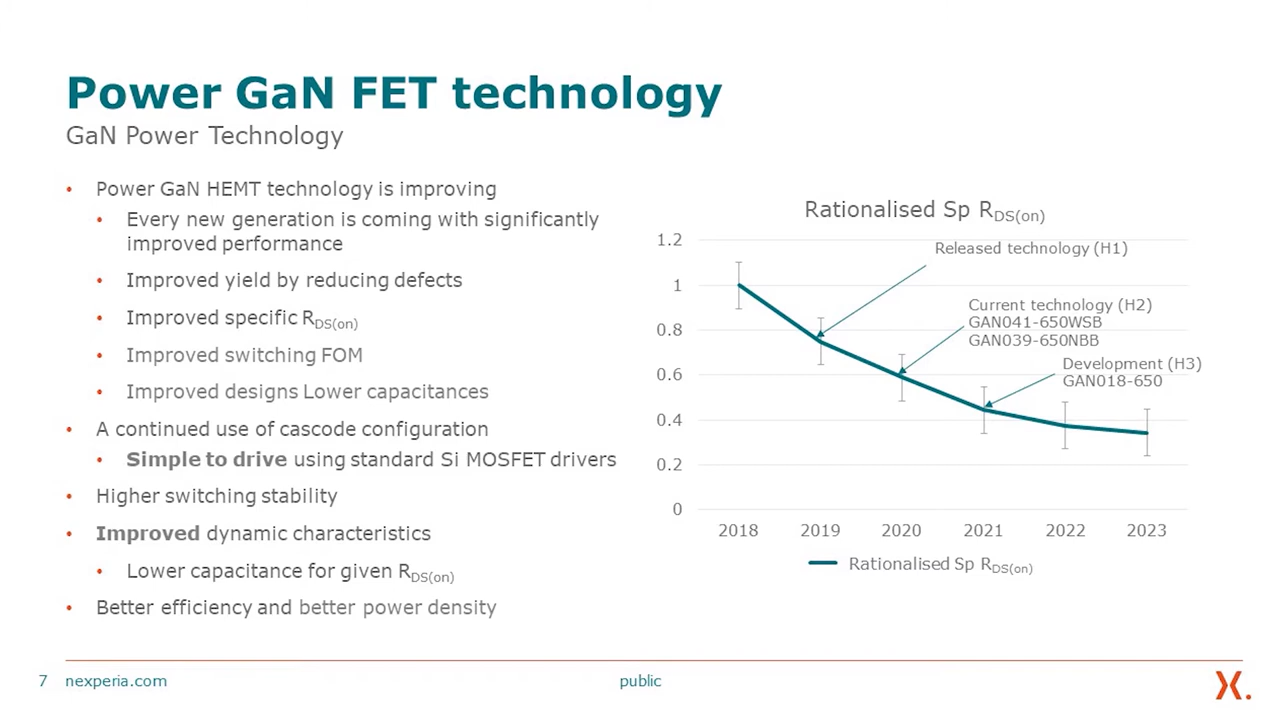 Power GaN FET technology
GaN Power Technology
• Power GaN HEMT technology is improving
• Every new generation is coming with significantly
improved performance
• Improved yield by reducing defects
• Improved specific RDS(on)
• Improved switching FOM
• Improved designs Lower capacitances
• A continued use of cascode configuration
• Simple to drive using standard Si MOSFET drivers
• Higher switching stability
• Improved dynamic characteristics
• Lower capacitance for given RDS(on)
• Better efficiency and better power density
Rationalised Sp RDS(on)
1.2
1
0.8
0.6
0.4
0.2
0
Released technology (H1)
Current technology (H2)
GAN041-650WSB
GAN039-650NBB
Development (H3)
GAN018-650
2018 2019 2020 2021 2022 2023
Rationalised Sp RDS(on)
7 nexperia.com public